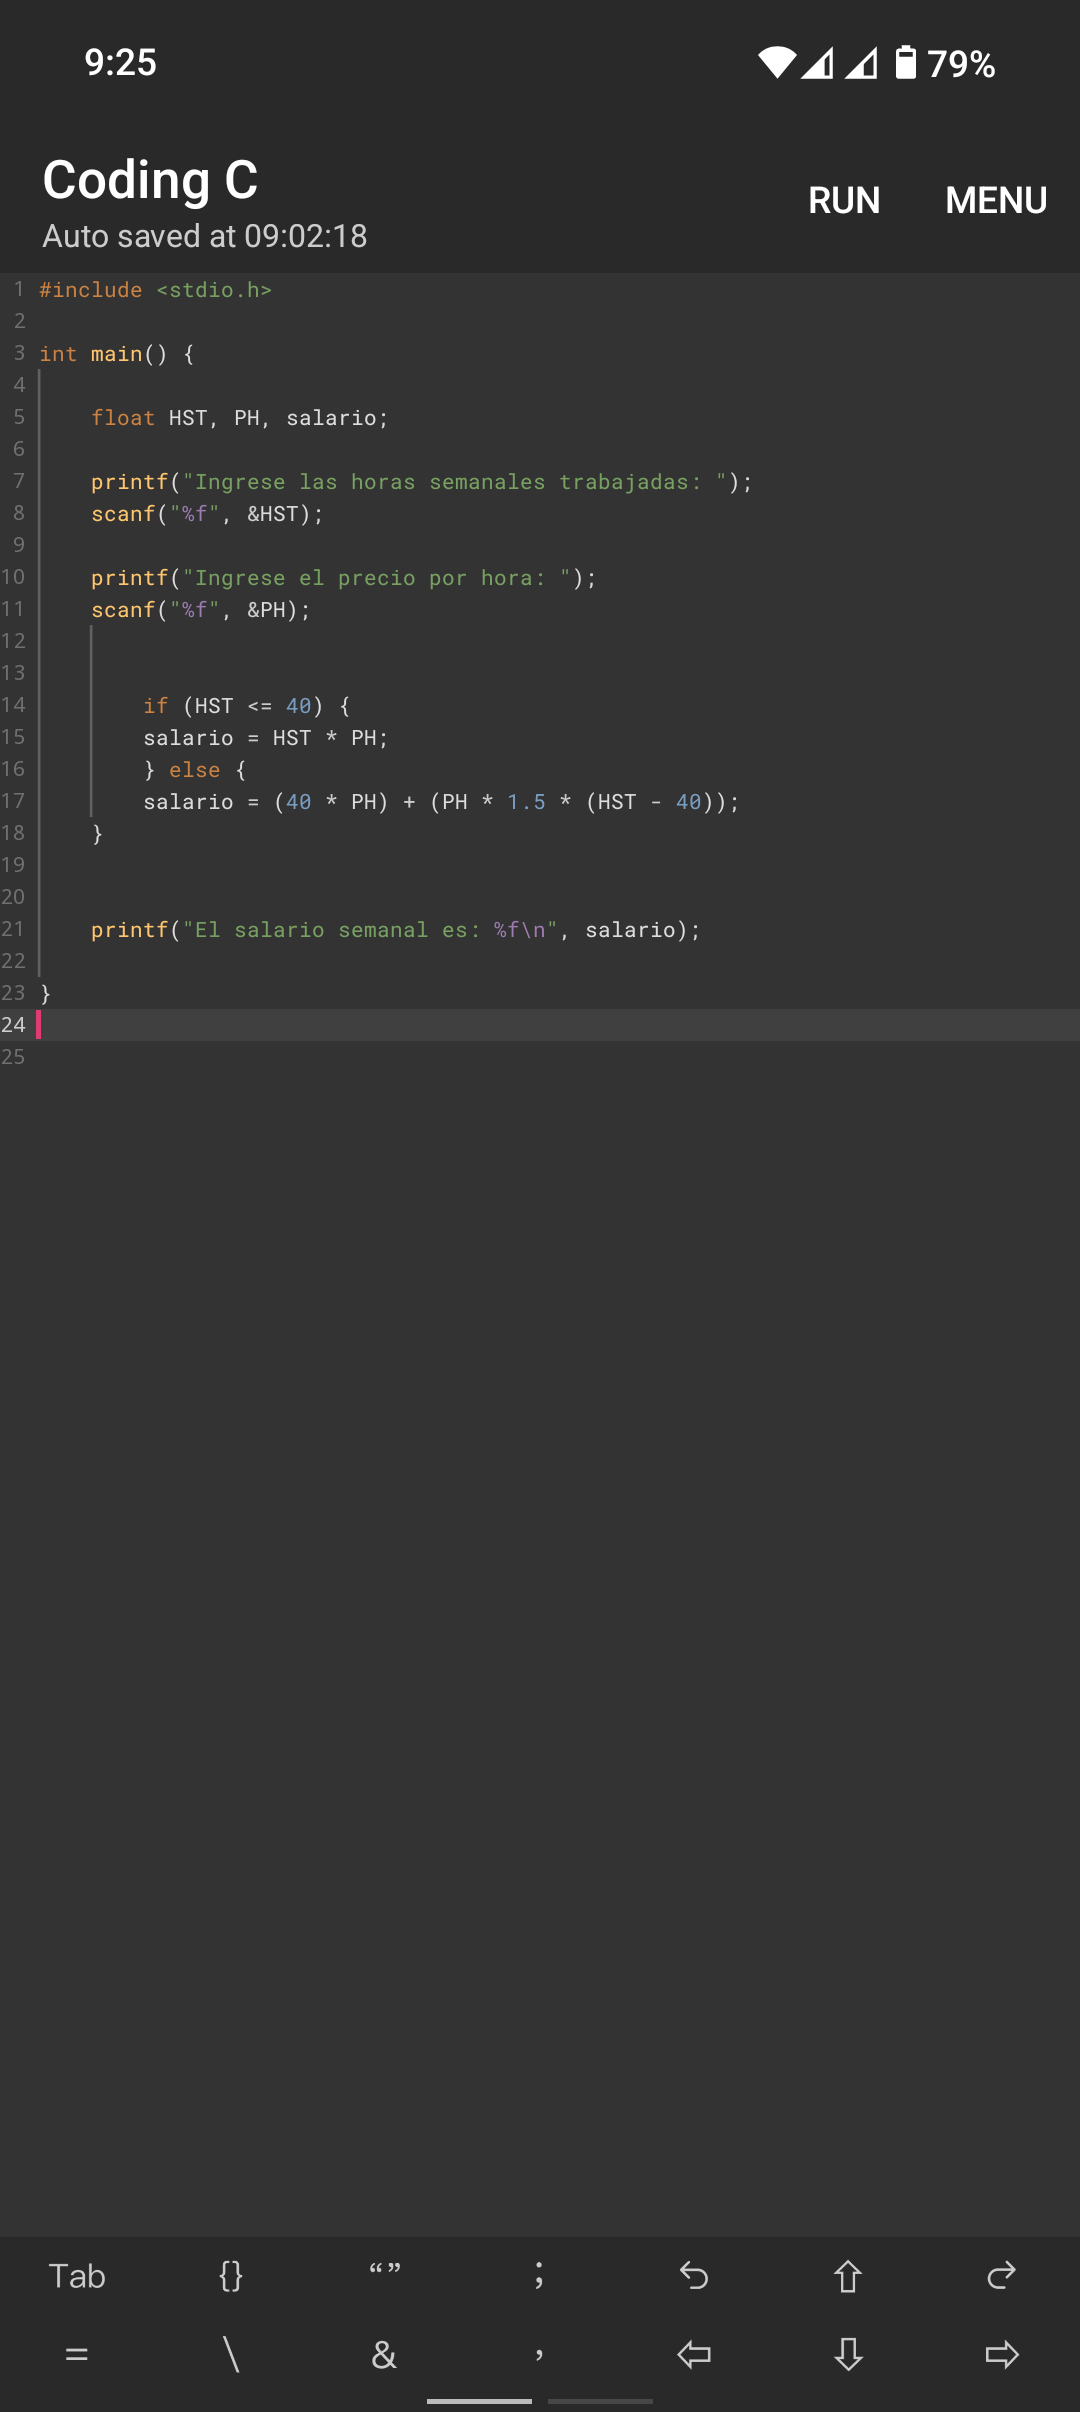 9:25 79%
Coding C
Auto saved at 09:02:18
RUN MENU
1 #include <stdio.h>
2
3 int main() {
4
5     float HST, PH, salario;
6
7     printf("Ingrese las horas semanales trabajadas: ");
8     scanf("%f", &HST);
9
10     printf("Ingrese el precio por hora: ");
11     scanf("%f", &PH);
12
13
14         if (HST <= 40) {
15         salario = HST * PH;
16         } else {
17         salario = (40 * PH) + (PH * 1.5 * (HST - 40));
18     }
19
20
21     printf("El salario semanal es: %f\n", salario);
22
23 }
24
25
Tab {} “” ;
= \ & ,